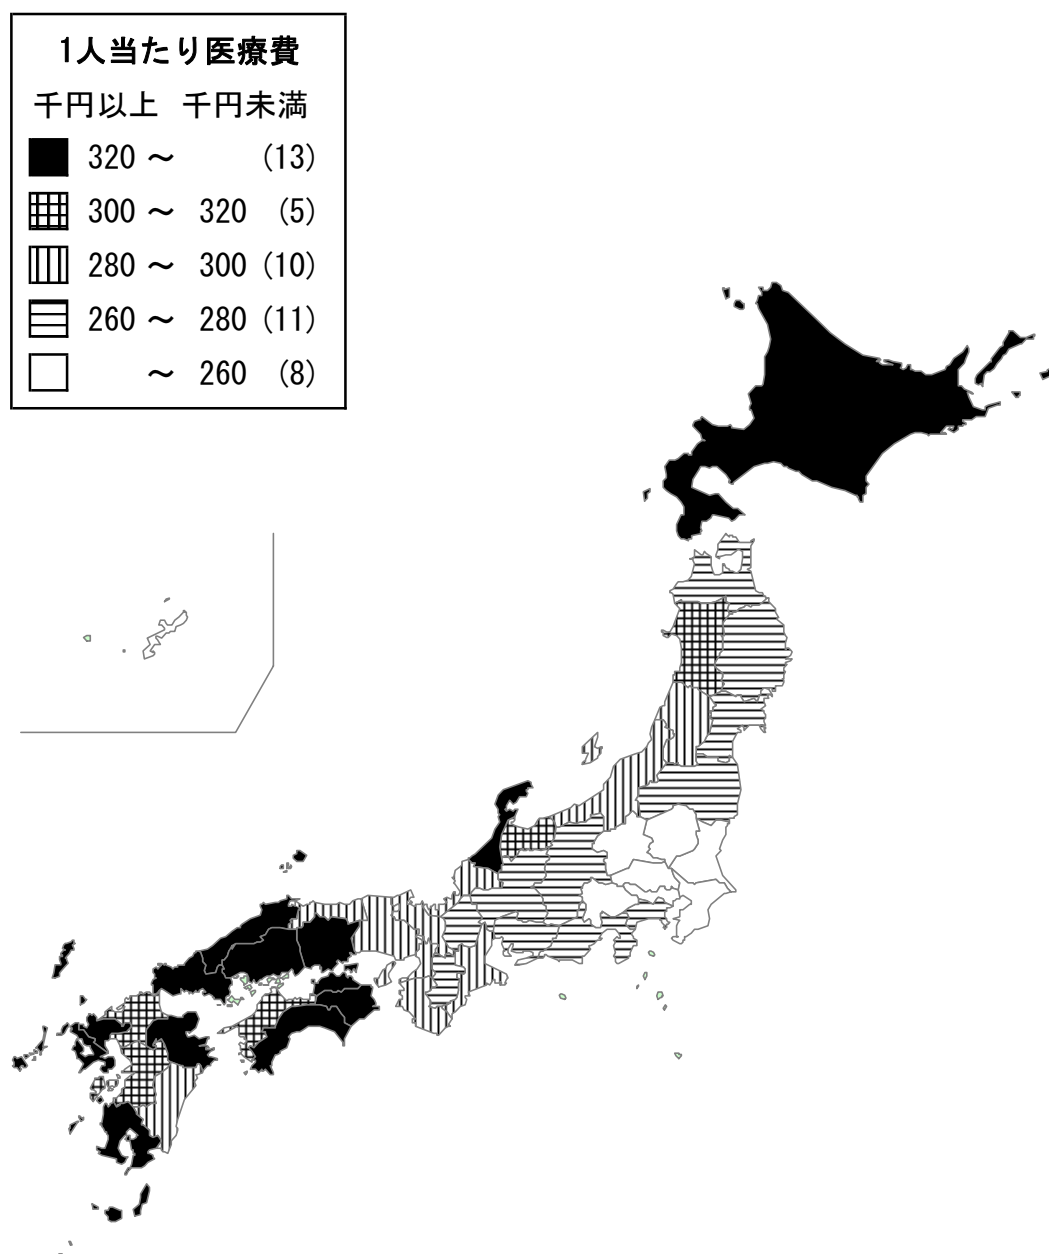 1人当たり医療費
千円以上 千円未満
320 ～ (13)
300 ～ 320 (5)
280 ～ 300 (10)
260 ～ 280 (11)
～ 260 (8)